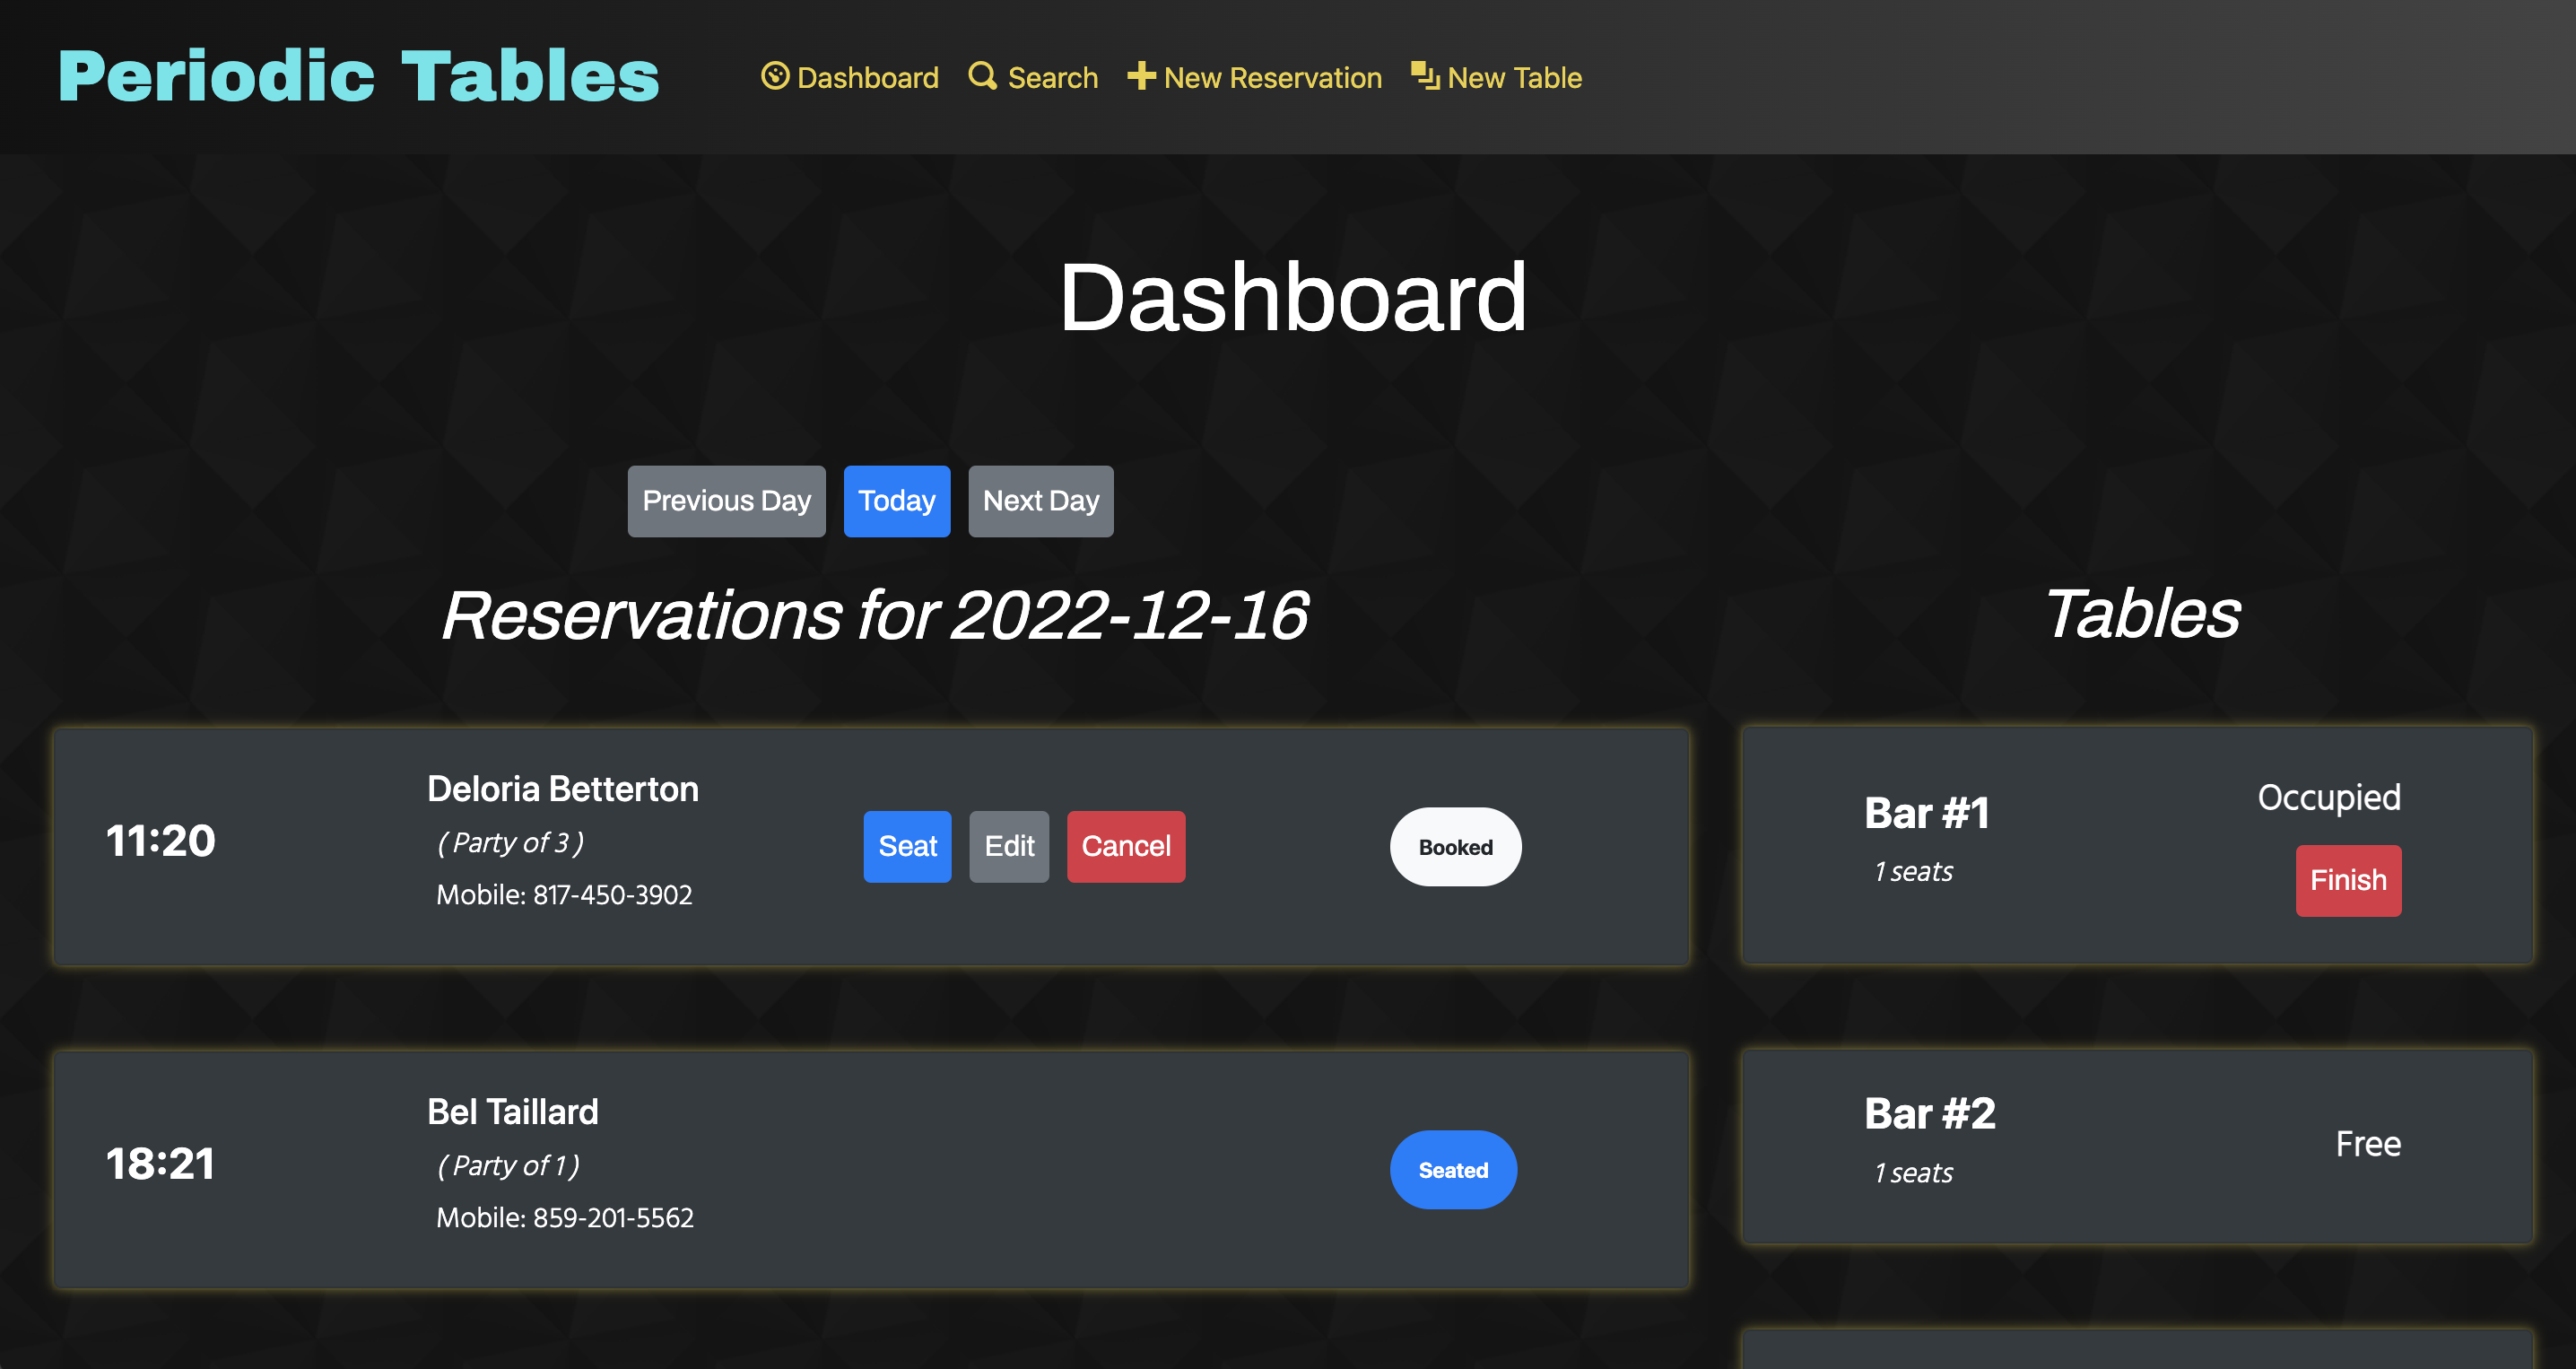 Periodic Tables
Dashboard Search New Reservation New Table
Dashboard
Previous Day Today Next Day
Reservations for 2022-12-16
11:20
Deloria Betterton
( Party of 3 )
Mobile: 817-450-3902
Seat Edit Cancel
Booked
18:21
Bel Taillard
( Party of 1 )
Mobile: 859-201-5562
Seated
Tables
Bar #1
1 seats
Occupied
Finish
Bar #2
1 seats
Free